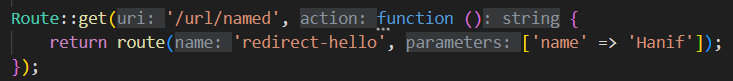 Route::get(uri: '/url/named', action: function (): string {
    return route(name: 'redirect-hello', parameters: ['name' => 'Hanif']);
});